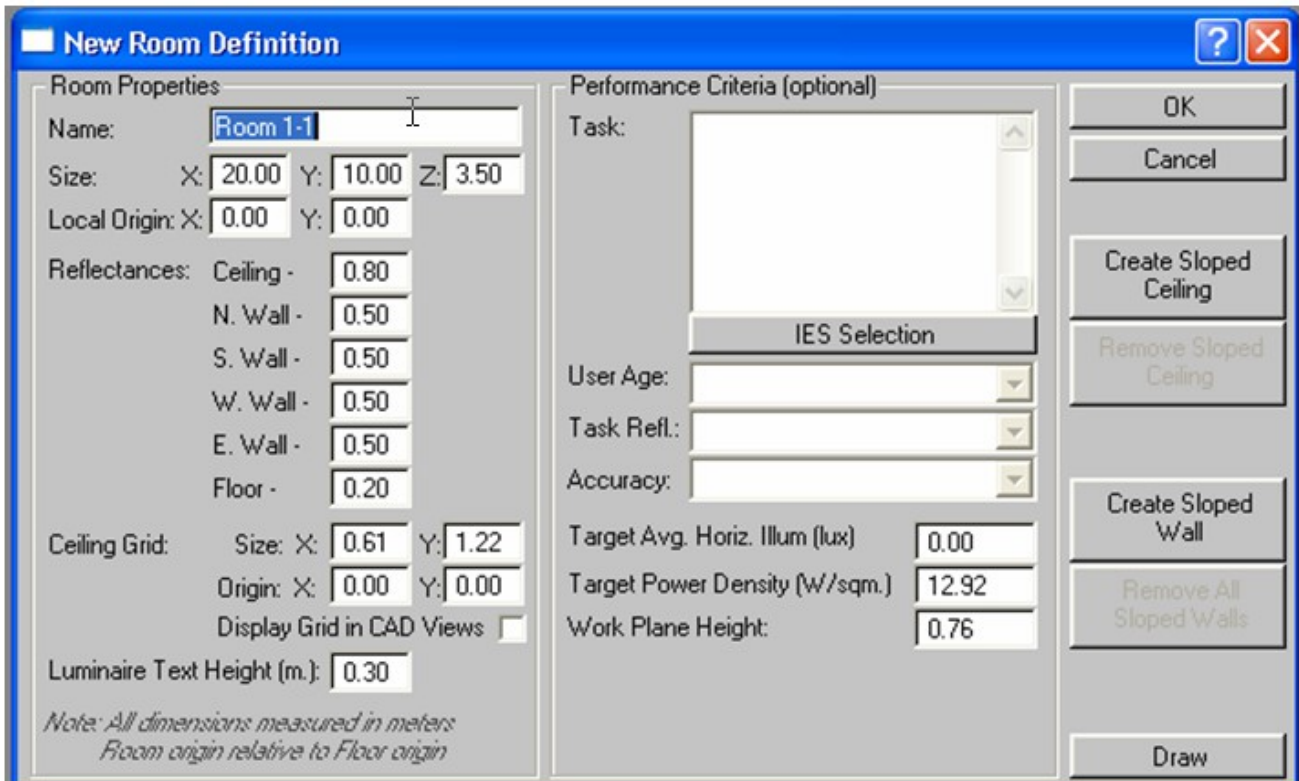 New Room Definition
Room Properties
Name: Room 1-1
Size: X: 20.00 Y: 10.00 Z: 3.50
Local Origin: X: 0.00 Y: 0.00
Reflectances: Ceiling - 0.80
N. Wall - 0.50
S. Wall - 0.50
W. Wall - 0.50
E. Wall - 0.50
Floor - 0.20
Ceiling Grid: Size: X: 0.61 Y: 1.22
Origin: X: 0.00 Y: 0.00
Display Grid in CAD Views
Luminaire Text Height (m.): 0.30
Note: All dimensions measured in meters
Room origin relative to Floor origin
Performance Criteria (optional)
Task:
IES Selection
User Age:
Task Refl.:
Accuracy:
Target Avg. Horiz. Illum (lux) 0.00
Target Power Density (W/sqm.) 12.92
Work Plane Height: 0.76
OK
Cancel
Create Sloped
Ceiling
Remove Sloped
Ceiling
Create Sloped
Wall
Remove All
Sloped Walls
Draw